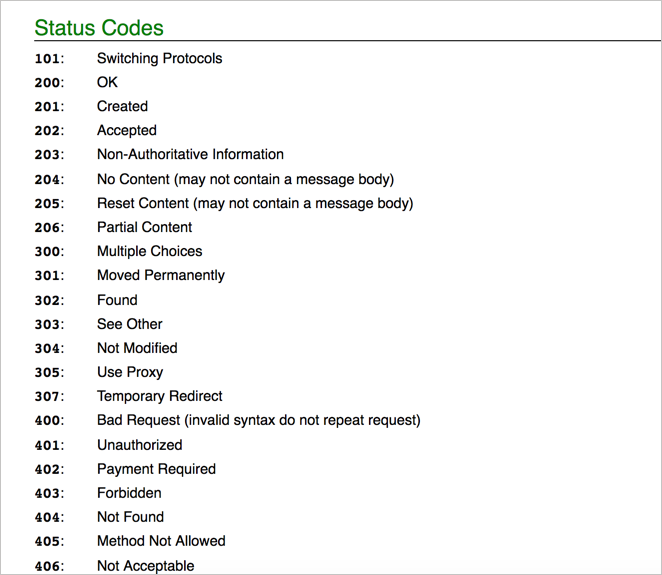 Status Codes
101: Switching Protocols
200: OK
201: Created
202: Accepted
203: Non-Authoritative Information
204: No Content (may not contain a message body)
205: Reset Content (may not contain a message body)
206: Partial Content
300: Multiple Choices
301: Moved Permanently
302: Found
303: See Other
304: Not Modified
305: Use Proxy
307: Temporary Redirect
400: Bad Request (invalid syntax do not repeat request)
401: Unauthorized
402: Payment Required
403: Forbidden
404: Not Found
405: Method Not Allowed
406: Not Acceptable